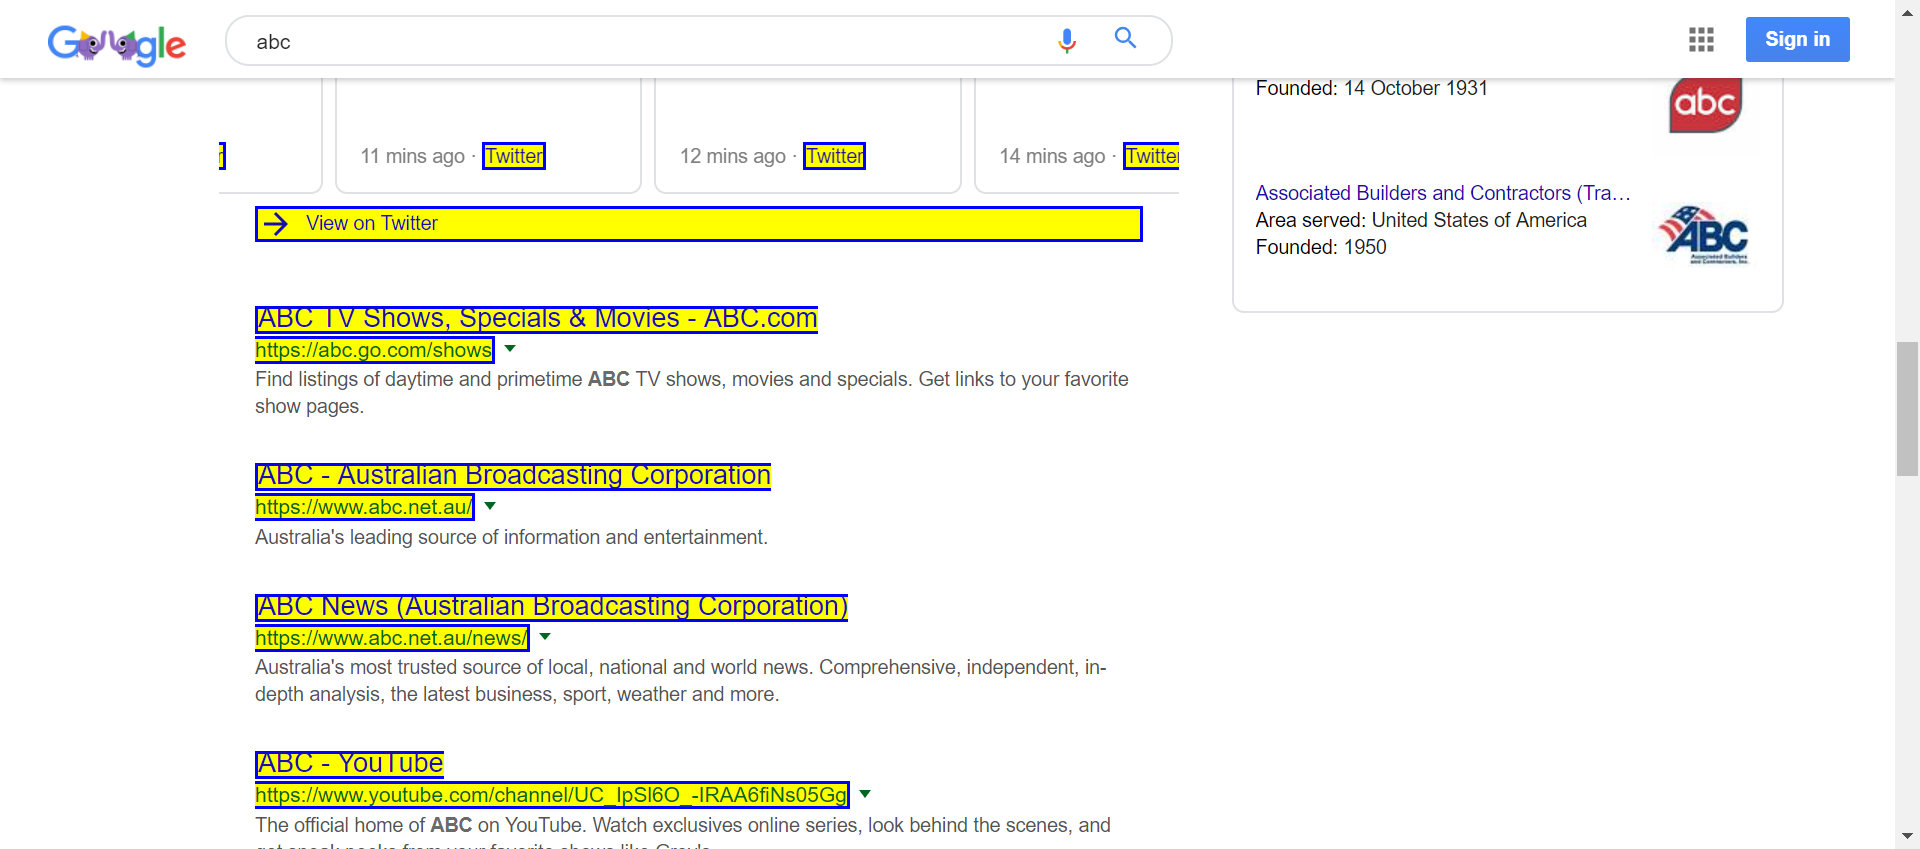 Google
abc
Sign in
11 mins ago · Twitter
12 mins ago · Twitter
14 mins ago · Twitter
View on Twitter
ABC TV Shows, Specials & Movies - ABC.com
https://abc.go.com/shows
Find listings of daytime and primetime ABC TV shows, movies and specials. Get links to your favorite
show pages.
ABC - Australian Broadcasting Corporation
https://www.abc.net.au/
Australia's leading source of information and entertainment.
ABC News (Australian Broadcasting Corporation)
https://www.abc.net.au/news/
Australia's most trusted source of local, national and world news. Comprehensive, independent, in-
depth analysis, the latest business, sport, weather and more.
ABC - YouTube
https://www.youtube.com/channel/UC_IpSl6O_-IRAA6fiNs05Gg
The official home of ABC on YouTube. Watch exclusives online series, look behind the scenes, and
Founded: 14 October 1931
abc
Associated Builders and Contractors (Tra…
Area served: United States of America
Founded: 1950
ABC
Associated Builders
and Contractors, Inc.